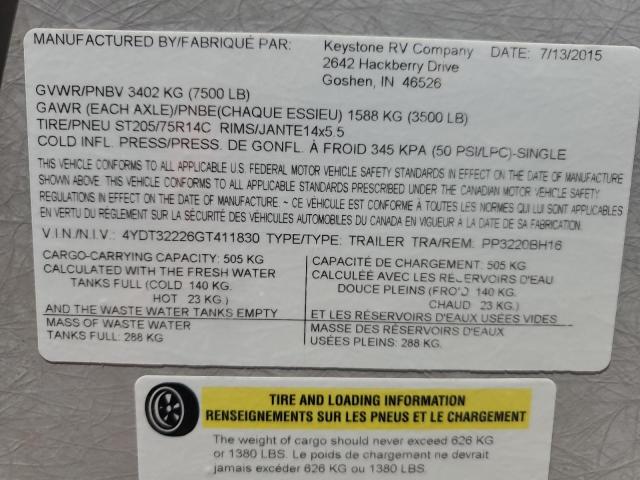 MANUFACTURED BY/FABRIQUÉ PAR: Keystone RV Company DATE: 7/13/2015
2642 Hackberry Drive
Goshen, IN 46526
GVWR/PNBV 3402 KG (7500 LB)
GAWR (EACH AXLE)/PNBE(CHAQUE ESSIEU) 1588 KG (3500 LB)
TIRE/PNEU ST205/75R14C RIMS/JANTE14x5.5
COLD INFL. PRESS/PRESS. DE GONFL. À FROID 345 KPA (50 PSI/LPC)-SINGLE
THIS VEHICLE CONFORMS TO ALL APPLICABLE U.S. FEDERAL MOTOR VEHICLE SAFETY STANDARDS IN EFFECT ON THE DATE OF MANUFACTURE
SHOWN ABOVE. THIS VEHICLE CONFORMS TO ALL APPLICABLE STANDARDS PRESCRIBED UNDER THE CANADIAN MOTOR VEHICLE SAFETY
REGULATIONS IN EFFECT ON THE DATE OF MANUFACTURE ~ CE VÉHICULE EST CONFORME À TOUTES LES NORMES QUI LUI SONT APPLICABLES
EN VERTU DU RÈGLEMENT SUR LA SÉCURITÉ DES VÉHICULES AUTOMOBILES DU CANADA EN VIGUEUR A LA DATE DE SA FABRICATION.
V.I.N./N.I.V.: 4YDT32226GT411830 TYPE/TYPE: TRAILER TRA/REM: PP3220BH16
CARGO-CARRYING CAPACITY: 505 KG
CALCULATED WITH THE FRESH WATER
TANKS FULL (COLD 140 KG.
HOT 23 KG.)
AND THE WASTE WATER TANKS EMPTY
MASS OF WASTE WATER
TANKS FULL: 288 KG
CAPACITÉ DE CHARGEMENT: 505 KG
CALCULÉE AVEC LES RÉSERVOIRS D'EAU
DOUCE PLEINS (FROID 140 KG.
CHAUD 23 KG.)
ET LES RÉSERVOIRS D'EAUX USÉES VIDES
MASSE DES RÉSERVOIRS D'EAUX
USÉES PLEINS: 288 KG.
TIRE AND LOADING INFORMATION
RENSEIGNEMENTS SUR LES PNEUS ET LE CHARGEMENT
The weight of cargo should never exceed 626 KG
or 1380 LBS. Le poids de chargement ne devrait
jamais excéder 626 KG ou 1380 LBS.